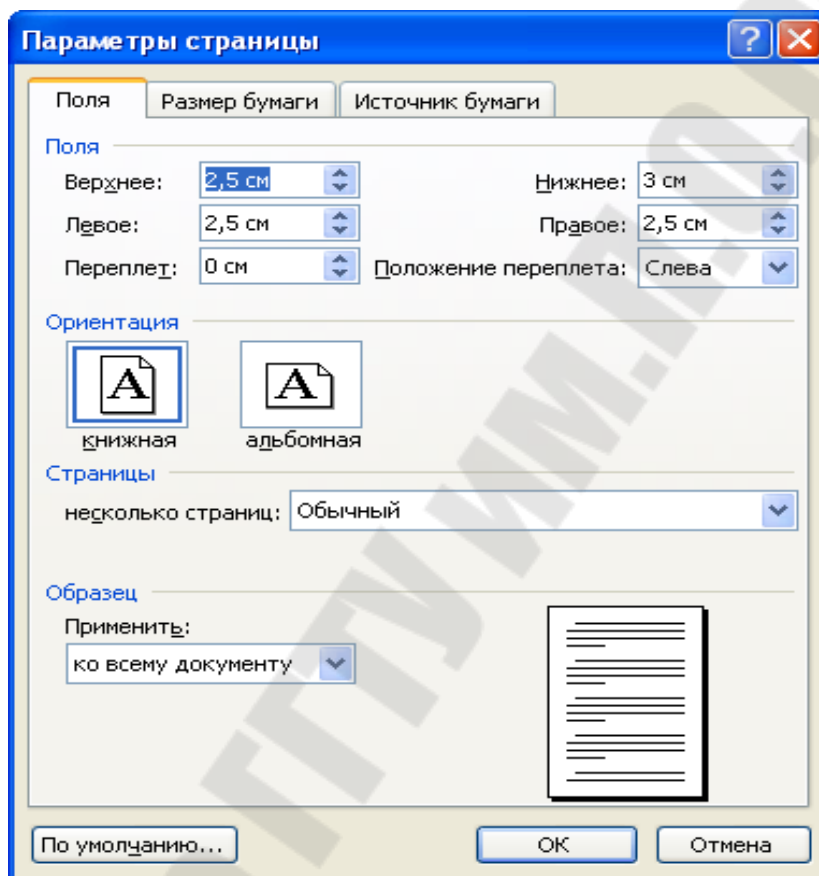 Параметры страницы
Поля Размер бумаги Источник бумаги
Поля
Верхнее: 2,5 см Нижнее: 3 см
Левое: 2,5 см Правое: 2,5 см
Переплет: 0 см Положение переплета: Слева
Ориентация
A A
книжная альбомная
Страницы
несколько страниц: Обычный
Образец
Применить:
ко всему документу
По умолчанию... ОК Отмена
ГГТУ ИМ.П.О.